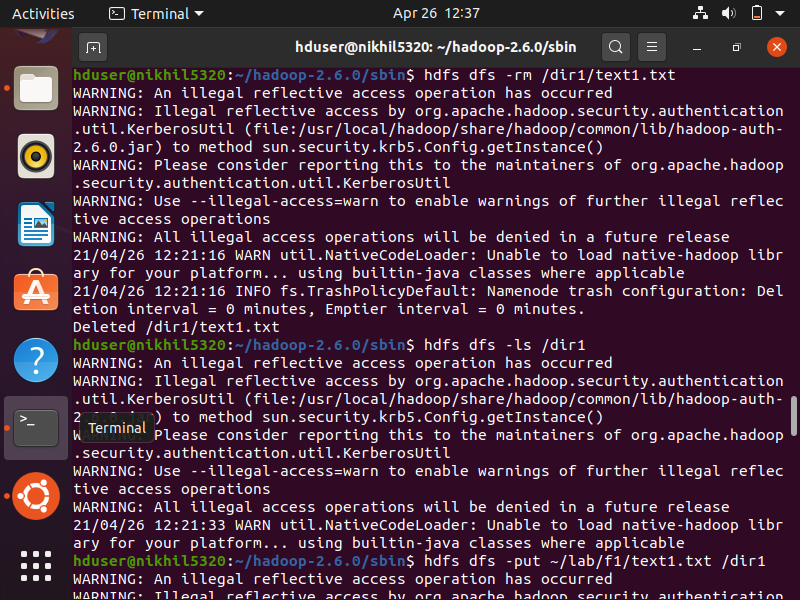 Activities
Terminal
Apr 26 12:37
hduser@nikhil5320: ~/hadoop-2.6.0/sbin
hduser@nikhil5320:~/hadoop-2.6.0/sbin$ hdfs dfs -rm /dir1/text1.txt
WARNING: An illegal reflective access operation has occurred
WARNING: Illegal reflective access by org.apache.hadoop.security.authentication
.util.KerberosUtil (file:/usr/local/hadoop/share/hadoop/common/lib/hadoop-auth-
2.6.0.jar) to method sun.security.krb5.Config.getInstance()
WARNING: Please consider reporting this to the maintainers of org.apache.hadoop
.security.authentication.util.KerberosUtil
WARNING: Use --illegal-access=warn to enable warnings of further illegal reflec
tive access operations
WARNING: All illegal access operations will be denied in a future release
21/04/26 12:21:16 WARN util.NativeCodeLoader: Unable to load native-hadoop libr
ary for your platform... using builtin-java classes where applicable
21/04/26 12:21:16 INFO fs.TrashPolicyDefault: Namenode trash configuration: Del
etion interval = 0 minutes, Emptier interval = 0 minutes.
Deleted /dir1/text1.txt
hduser@nikhil5320:~/hadoop-2.6.0/sbin$ hdfs dfs -ls /dir1
WARNING: An illegal reflective access operation has occurred
WARNING: Illegal reflective access by org.apache.hadoop.security.authentication
.util.KerberosUtil (file:/usr/local/hadoop/share/hadoop/common/lib/hadoop-auth-
) to method sun.security.krb5.Config.getInstance()
Terminal
Please consider reporting this to the maintainers of org.apache.hadoop
.security.authentication.util.KerberosUtil
WARNING: Use --illegal-access=warn to enable warnings of further illegal reflec
tive access operations
WARNING: All illegal access operations will be denied in a future release
21/04/26 12:21:33 WARN util.NativeCodeLoader: Unable to load native-hadoop libr
ary for your platform... using builtin-java classes where applicable
hduser@nikhil5320:~/hadoop-2.6.0/sbin$ hdfs dfs -put ~/lab/f1/text1.txt /dir1
WARNING: An illegal reflective access operation has occurred
WARNING: Illegal reflective access by org.apache.hadoop.security.authentication